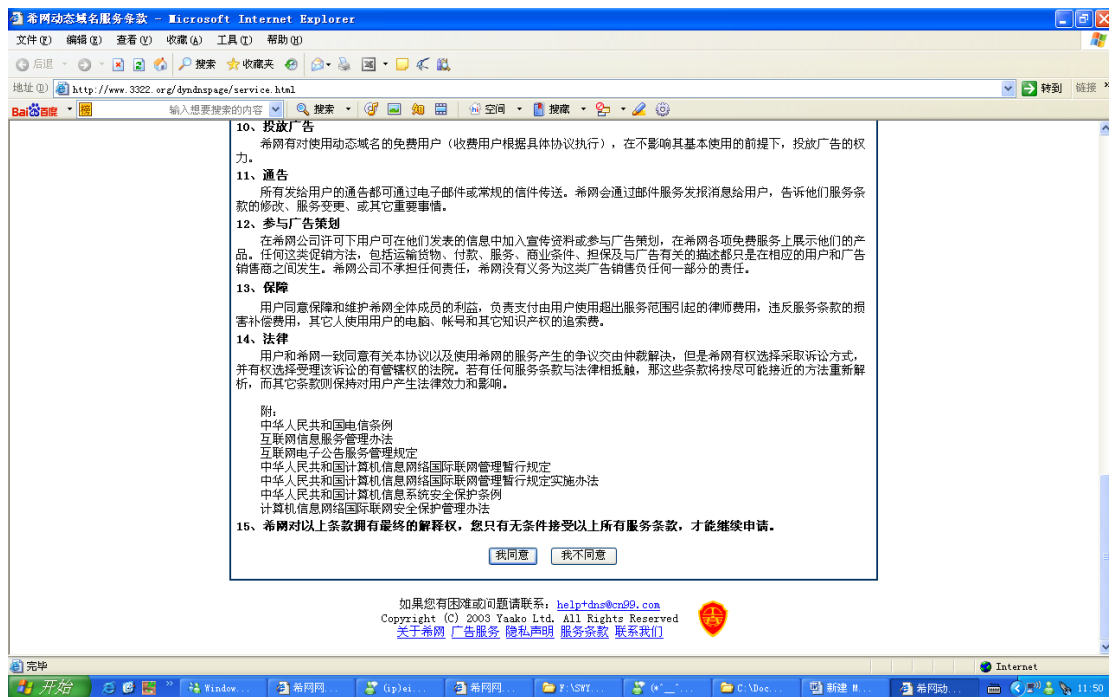 希网动态域名服务条款 - Microsoft Internet Explorer
文件(F) 编辑(E) 查看(V) 收藏(A) 工具(T) 帮助(H)
后退 搜索 收藏夹
地址(D) http://www.3322.org/dyndnspage/service.html 转到 链接 »
Bai百度 输入想要搜索的内容 搜索 空间 搜藏
10、投放广告
希网有对使用动态域名的免费用户（收费用户根据具体协议执行），在不影响其基本使用的前提下，投放广告的权
力。
11、通告
所有发给用户的通告都可通过电子邮件或常规的信件传送。希网会通过邮件服务发报消息给用户，告诉他们服务条
款的修改、服务变更、或其它重要事情。
12、参与广告策划
在希网公司许可下用户可在他们发表的信息中加入宣传资料或参与广告策划，在希网各项免费服务上展示他们的产
品。任何这类促销方法，包括运输货物、付款、服务、商业条件、担保及与广告有关的描述都只是在相应的用户和广告
销售商之间发生。希网公司不承担任何责任，希网没有义务为这类广告销售负任何一部分的责任。
13、保障
用户同意保障和维护希网全体成员的利益，负责支付由用户使用超出服务范围引起的律师费用，违反服务条款的损
害补偿费用，其它人使用用户的电脑、帐号和其它知识产权的追索费。
14、法律
用户和希网一致同意有关本协议以及使用希网的服务产生的争议交由仲裁解决，但是希网有权选择采取诉讼方式，
并有权选择受理该诉讼的有管辖权的法院。若有任何服务条款与法律相抵触，那这些条款将按尽可能接近的方法重新解
析，而其它条款则保持对用户产生法律效力和影响。
附：
中华人民共和国电信条例
互联网信息服务管理办法
互联网电子公告服务管理规定
中华人民共和国计算机信息网络国际联网管理暂行规定
中华人民共和国计算机信息网络国际联网管理暂行规定实施办法
中华人民共和国计算机信息系统安全保护条例
计算机信息网络国际联网安全保护管理办法
15、希网对以上条款拥有最终的解释权，您只有无条件接受以上所有服务条款，才能继续申请。
我同意 我不同意
如果您有困难或问题请联系：help+dns@cn99.com
Copyright (C) 2003 Yaako Ltd. All Rights Reserved
关于希网 广告服务 隐私声明 服务条款 联系我们
完毕 Internet
开始 » Window... 希网网... (ip)ei... 希网网... F:\SWY... (*^_^... C:\Doc... 新建 M... 希网动... 11:50